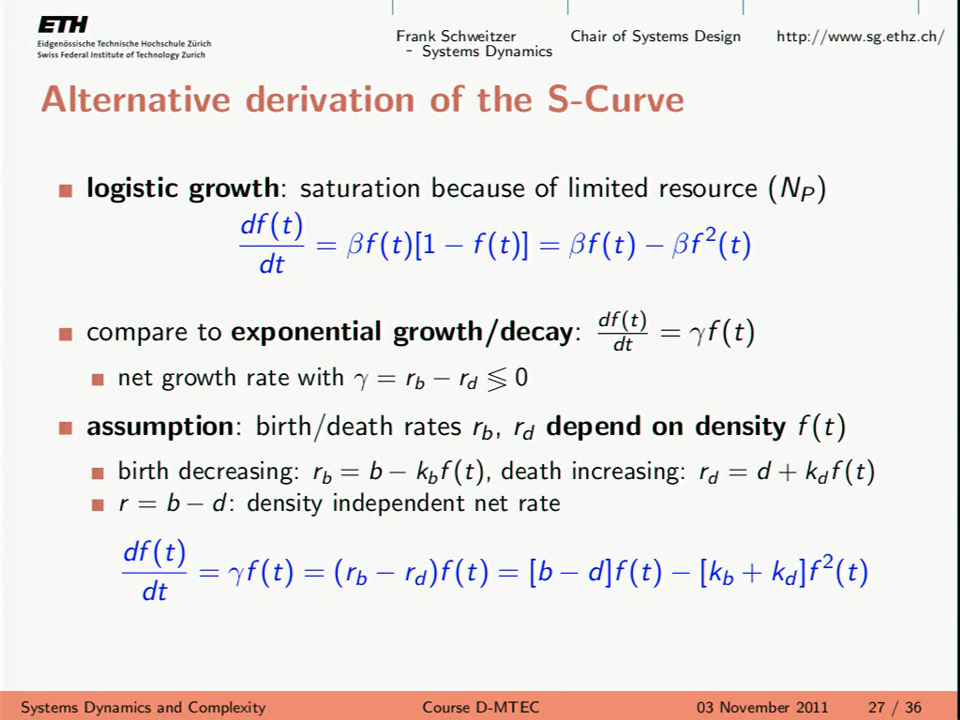 ETH
Eidgenössische Technische Hochschule Zürich
Swiss Federal Institute of Technology Zurich
Frank Schweitzer
- Systems Dynamics
Chair of Systems Design
http://www.sg.ethz.ch/
Alternative derivation of the S-Curve
logistic growth: saturation because of limited resource (N_P)
df(t)/dt = βf(t)[1 − f(t)] = βf(t) − βf²(t)
compare to exponential growth/decay: df(t)/dt = γf(t)
net growth rate with γ = r_b − r_d ≶ 0
assumption: birth/death rates r_b, r_d depend on density f(t)
birth decreasing: r_b = b − k_b f(t), death increasing: r_d = d + k_d f(t)
r = b − d: density independent net rate
df(t)/dt = γf(t) = (r_b − r_d)f(t) = [b − d]f(t) − [k_b + k_d]f²(t)
Systems Dynamics and Complexity
Course D-MTEC
03 November 2011
27 / 36